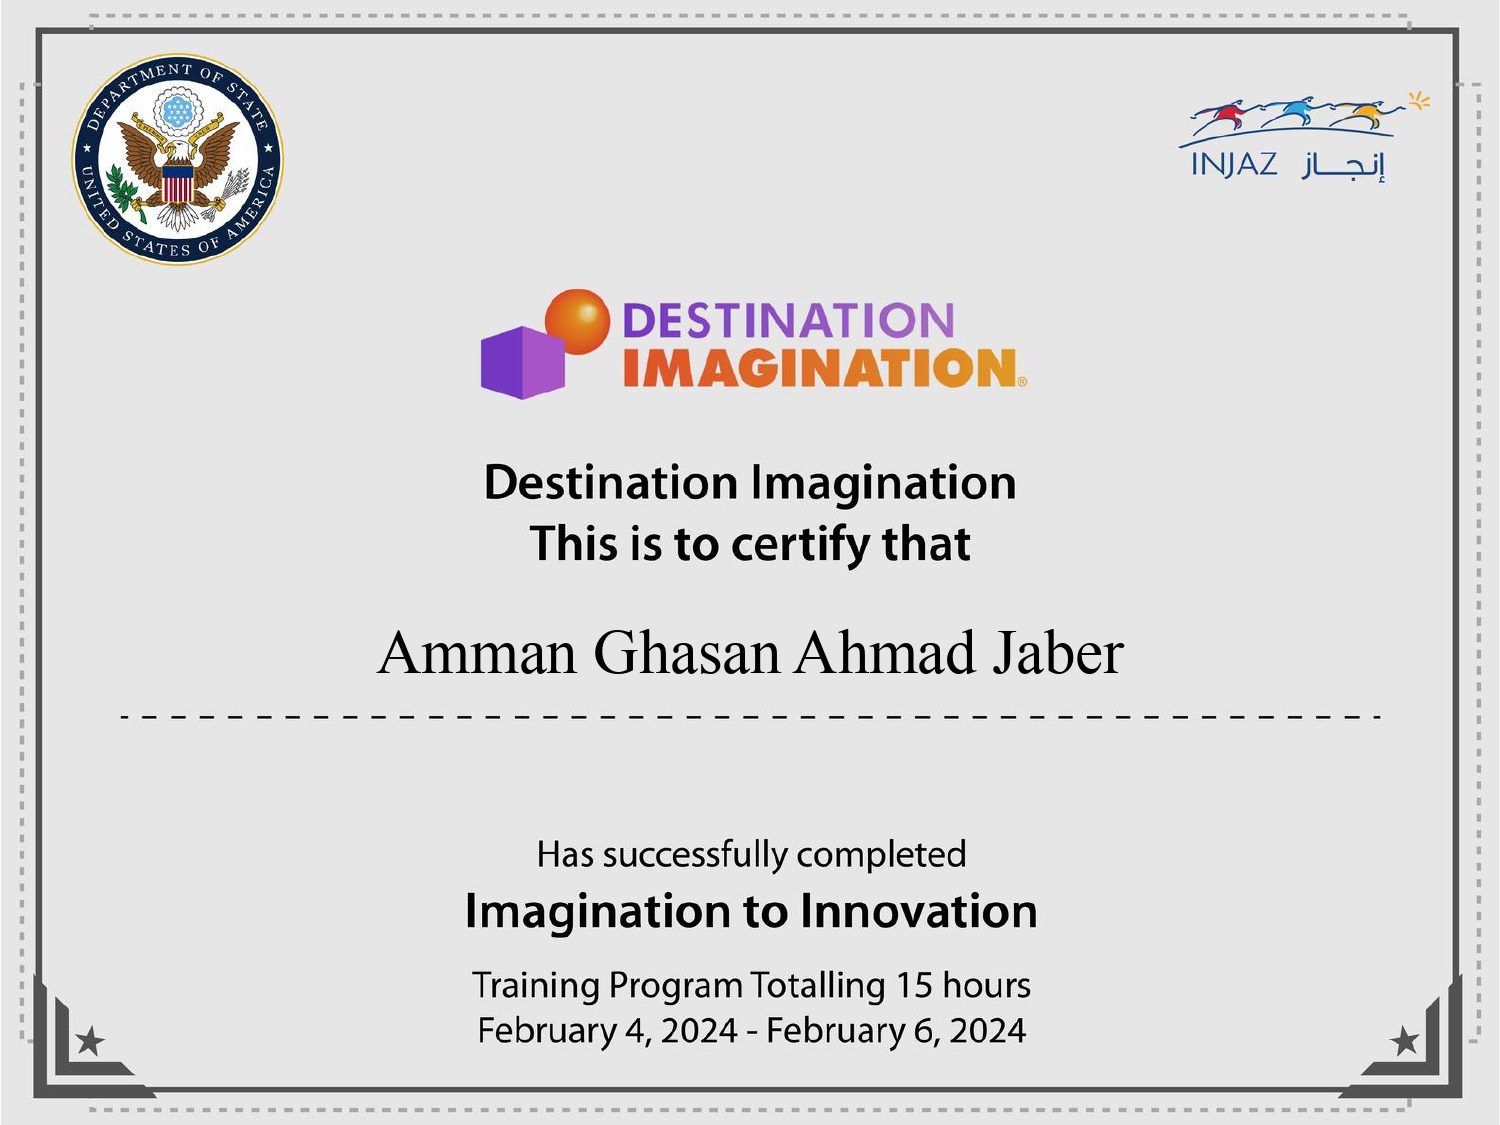 DEPARTMENT OF STATE
UNITED STATES OF AMERICA
INJAZ إنجاز
DESTINATION
IMAGINATION®
Destination Imagination
This is to certify that
Amman Ghasan Ahmad Jaber
Has successfully completed
Imagination to Innovation
Training Program Totalling 15 hours
February 4, 2024 - February 6, 2024